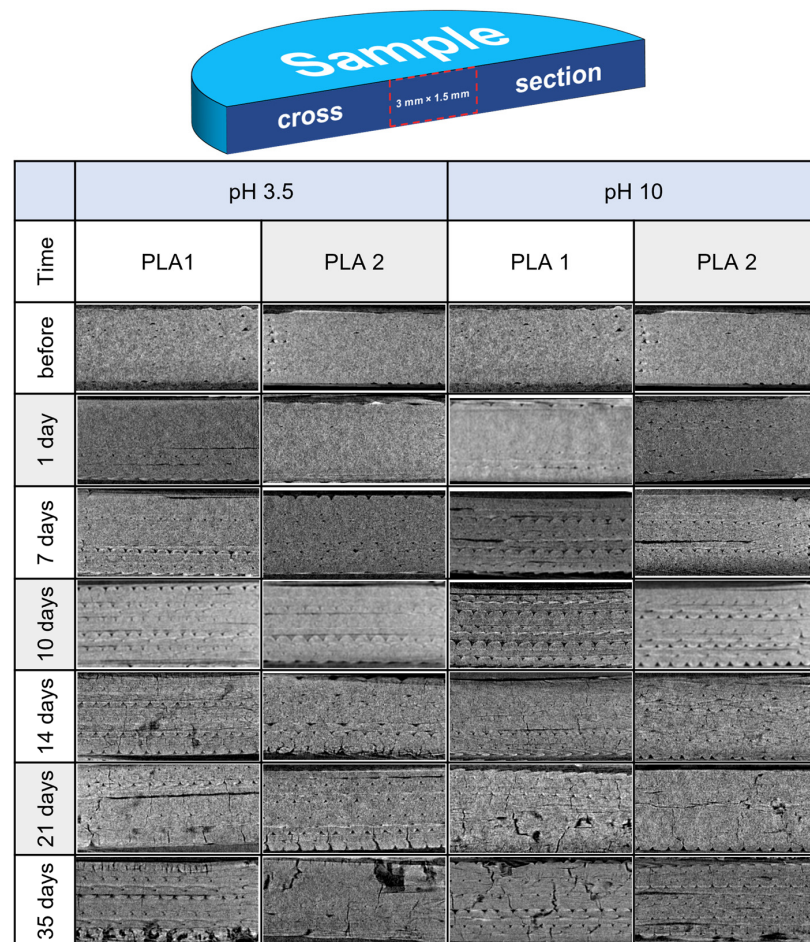 Sample
cross
3 mm × 1.5 mm
section
pH 3.5
pH 10
Time
PLA1
PLA 2
PLA 1
PLA 2
before
1 day
7 days
10 days
14 days
21 days
35 days